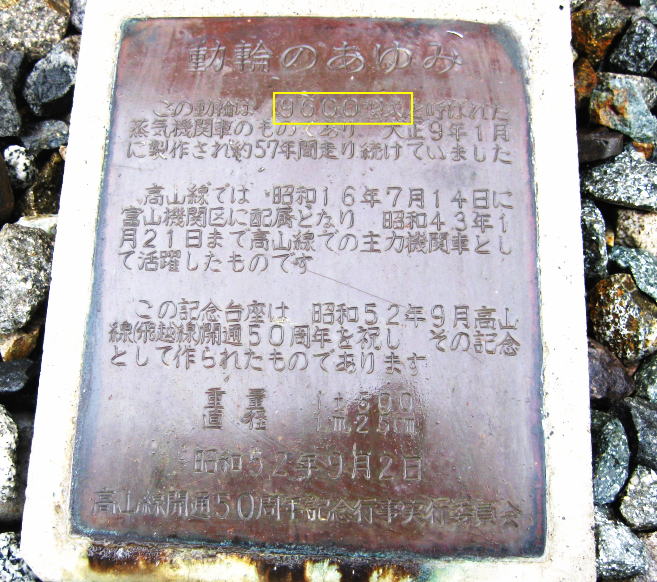 動輪のあゆみ
この動輪は 9600型式と呼ばれた
蒸気機関車のものであり 大正9年1月
に製作され約57年間走り続けていました
高山線では 昭和16年7月14日に
富山機関区に配属となり 昭和43年1
月21日まで高山線での主力機関車とし
て活躍したものです
この記念台座は 昭和52年9月高山
線(飛越線)開通50周年を祝し その記念
として作られたものであります
重量 1t500
直径 1m25cm
昭和52年9月2日
高山線開通50周年記念行事実行委員会